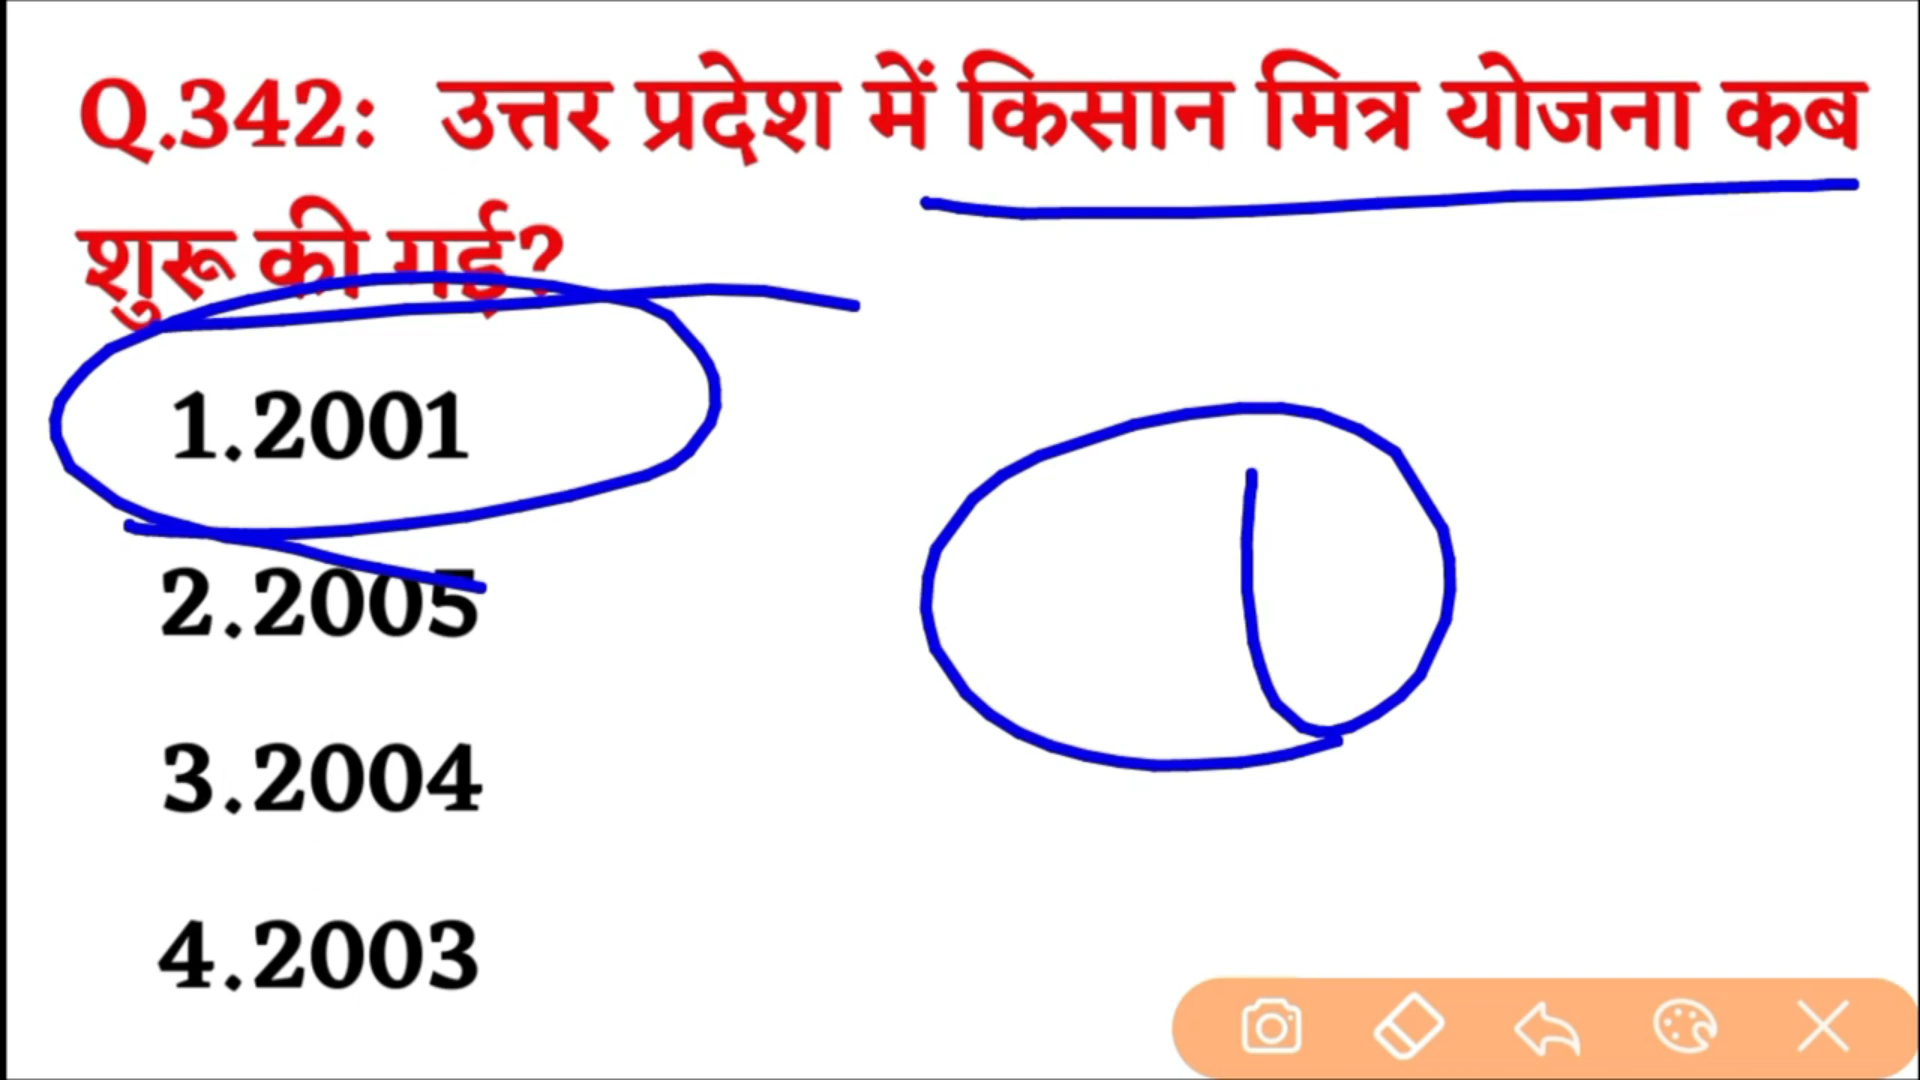 Q.342: उत्तर प्रदेश में किसान मित्र योजना कब
शुरू की गई?
1.2001
2.2005
3.2004
4.2003